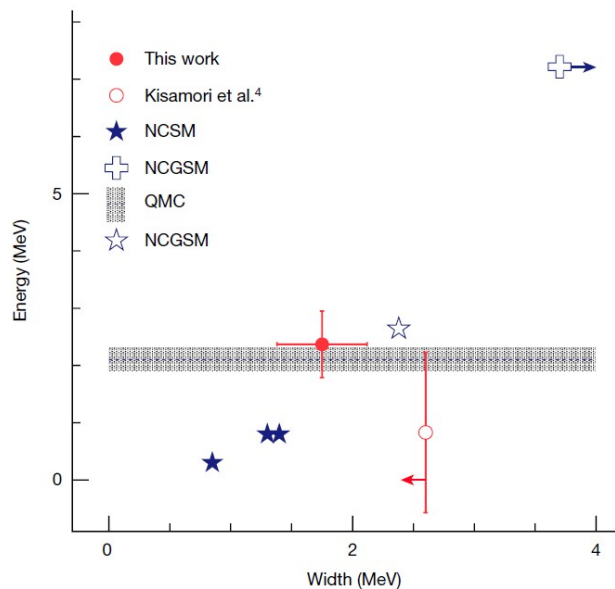 This work
Kisamori et al.4
NCSM
NCGSM
QMC
NCGSM
5
0
Energy (MeV)
0
2
4
Width (MeV)